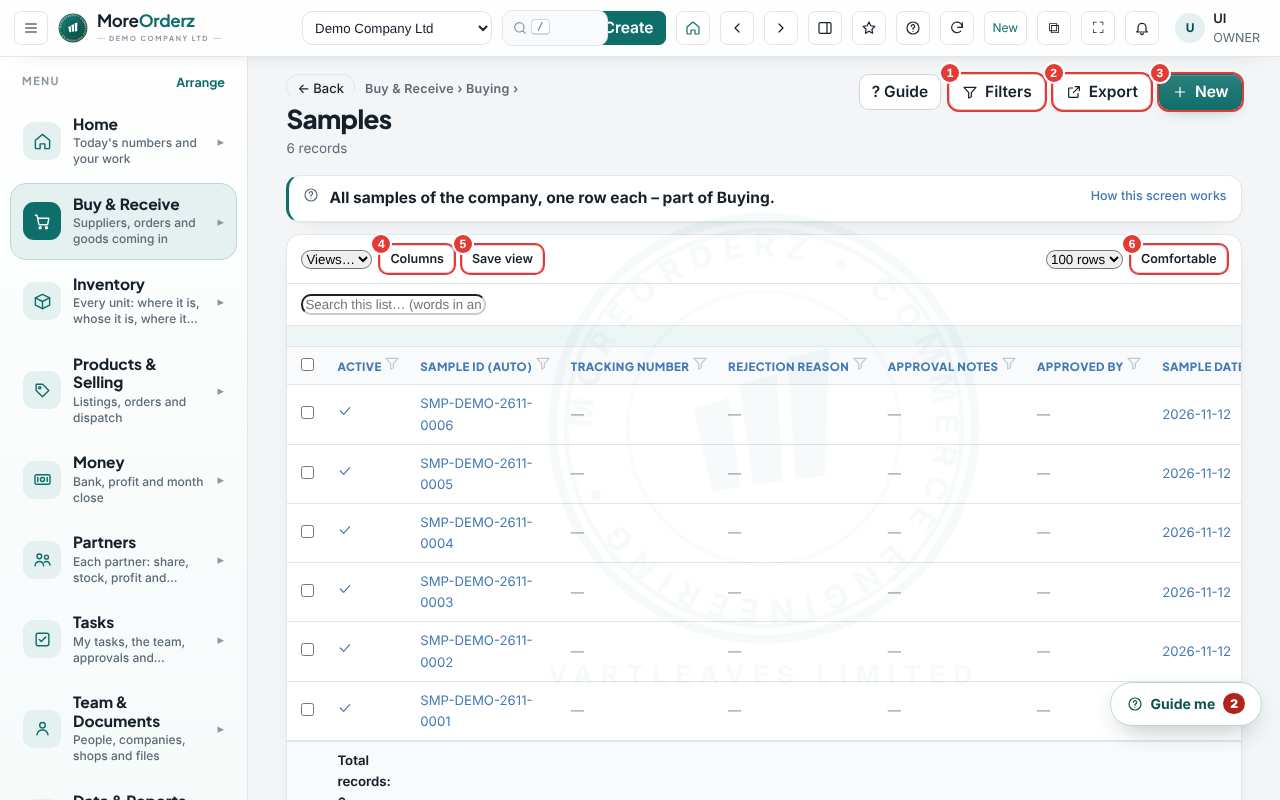 MoreOrderz
— DEMO COMPANY LTD —
Demo Company Ltd
/
Create
New
U
UI
OWNER
MENU
Arrange
Home
Today's numbers and
your work
Buy & Receive
Suppliers, orders and
goods coming in
Inventory
Every unit: where it is,
whose it is, where it…
Products &
Selling
Listings, orders and
dispatch
Money
Bank, profit and month
close
Partners
Each partner: share,
stock, profit and…
Tasks
My tasks, the team,
approvals and…
Team &
Documents
People, companies,
shops and files
Data & Reports
← Back
Buy & Receive › Buying ›
Samples
6 records
? Guide
1
Filters
2
Export
3
+ New
All samples of the company, one row each – part of Buying.
How this screen works
Views…
4
Columns
5
Save view
100 rows
6
Comfortable
Search this list… (words in an
ACTIVE
SAMPLE ID (AUTO)
TRACKING NUMBER
REJECTION REASON
APPROVAL NOTES
APPROVED BY
SAMPLE DATE
SMP-DEMO-2611-
0006
— — — — 2026-11-12
SMP-DEMO-2611-
0005
— — — — 2026-11-12
SMP-DEMO-2611-
0004
— — — — 2026-11-12
SMP-DEMO-2611-
0003
— — — — 2026-11-12
SMP-DEMO-2611-
0002
— — — — 2026-11-12
SMP-DEMO-2611-
0001
— — — —
Total
records:
MOREORDERZ • COMMERCE ENGINEERING •
VARTLEAVES LIMITED
Guide me
2